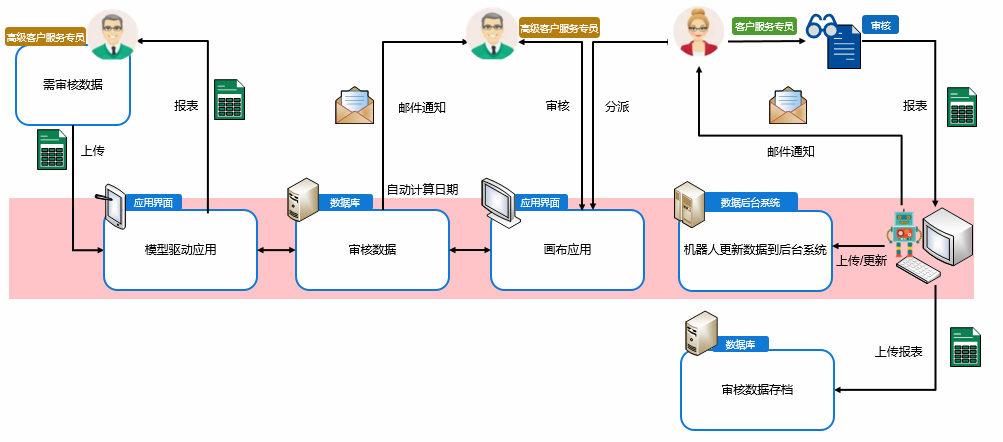 高级客户服务专员
需审核数据
上传
报表
邮件通知
自动计算日期
高级客户服务专员
审核
分派
客户服务专员
审核
报表
邮件通知
应用界面
模型驱动应用
数据库
审核数据
应用界面
画布应用
数据后台系统
机器人更新数据到后台系统
上传/更新
数据库
审核数据存档
上传报表